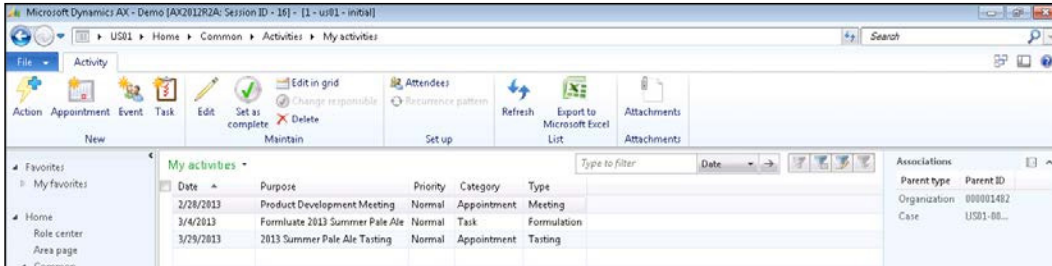 Microsoft Dynamics AX - Demo [AX2012R2A: Session ID - 16] - [1 - us01 - initial]
US01 ▸ Home ▸ Common ▸ Activities ▸ My activities
Search
File
Activity
Action
Appointment
Event
Task
New
Edit
Set as complete
Edit in grid
Change responsible
Delete
Maintain
Attendees
Recurrence pattern
Set up
Refresh
Export to Microsoft Excel
List
Attachments
Attachments
Favorites
My favorites
Home
Role center
Area page
Common
My activities
Type to filter
Date
Date Purpose Priority Category Type
2/28/2013 Product Development Meeting Normal Appointment Meeting
3/4/2013 Formluate 2013 Summer Pale Ale Normal Task Formulation
3/29/2013 2013 Summer Pale Ale Tasting Normal Appointment Tasting
Associations
Parent type Parent ID
Organization 000001482
Case US01-00...